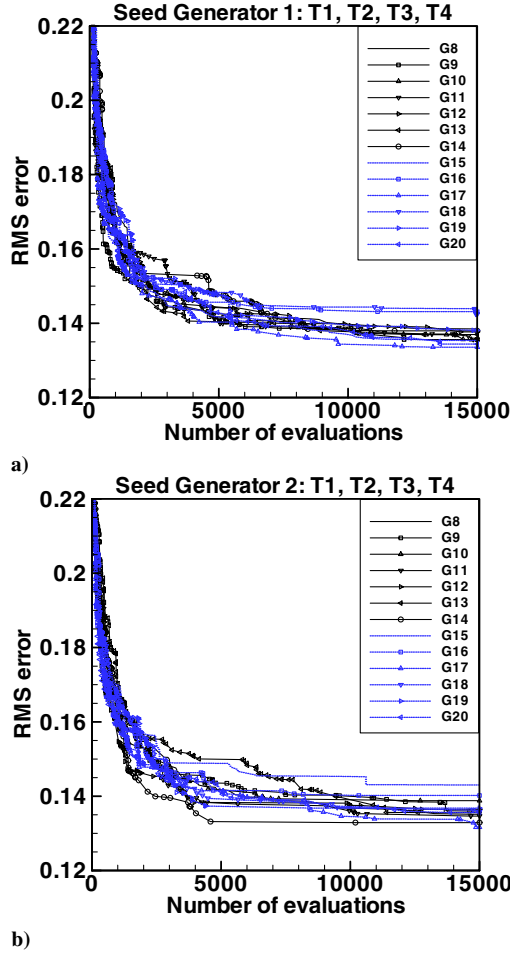 Seed Generator 1: T1, T2, T3, T4
RMS error
0.22
0.2
0.18
0.16
0.14
0.12
0
5000
10000
15000
Number of evaluations
G8
G9
G10
G11
G12
G13
G14
G15
G16
G17
G18
G19
G20
a)
Seed Generator 2: T1, T2, T3, T4
RMS error
0.22
0.2
0.18
0.16
0.14
0.12
0
5000
10000
15000
Number of evaluations
G8
G9
G10
G11
G12
G13
G14
G15
G16
G17
G18
G19
G20
b)